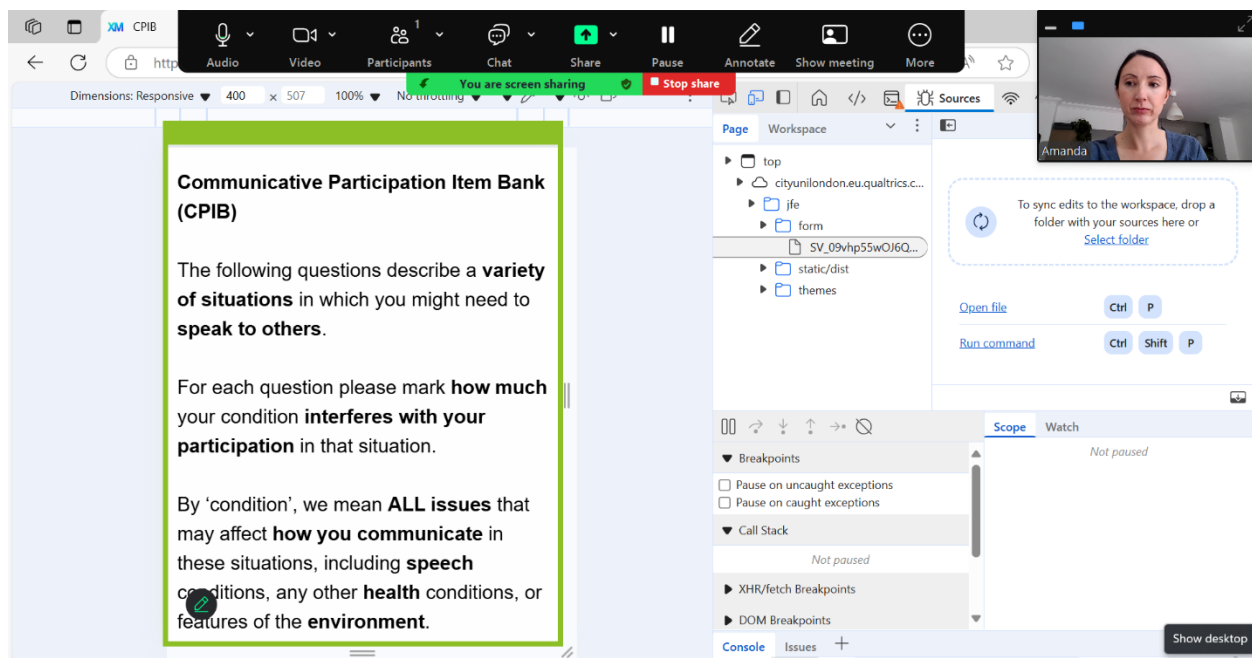 CPIB
1
Audio
Video
Participants
Chat
Share
Pause
Annotate
Show meeting
More
You are screen sharing
Stop share
http
Dimensions: Responsive
400
x
507
100%
Amanda
Communicative Participation Item Bank
(CPIB)
The following questions describe a variety
of situations in which you might need to
speak to others.
For each question please mark how much
your condition interferes with your
participation in that situation.
By ‘condition’, we mean ALL issues that
may affect how you communicate in
these situations, including speech
conditions, any other health conditions, or
features of the environment.
Sources
Page
Workspace
top
cityunilondon.eu.qualtrics.c...
jfe
form
SV_09vhp55wOJ6Q...
static/dist
themes
To sync edits to the workspace, drop a
folder with your sources here or
Select folder
Open file
Ctrl
P
Run command
Ctrl
Shift
P
Breakpoints
Pause on uncaught exceptions
Pause on caught exceptions
Call Stack
Not paused
XHR/fetch Breakpoints
DOM Breakpoints
Scope
Watch
Not paused
Console
Issues
Show desktop